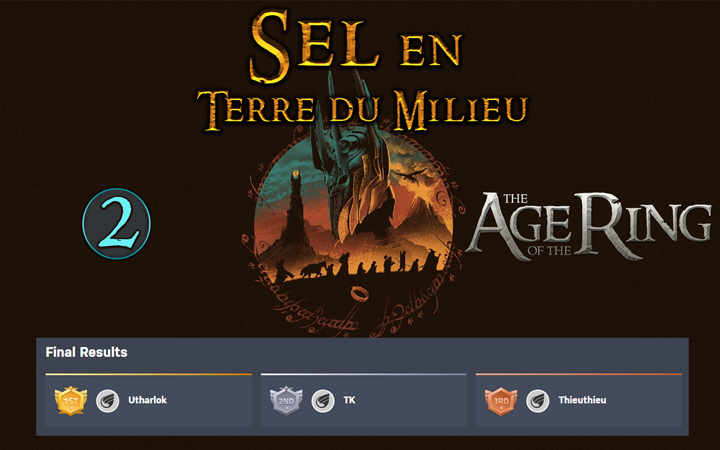 SEL EN
TERRE DU MILIEU
2
THE
AGE RING
OF THE
Final Results
1ST
Utharlok
2ND
TK
3RD
Thieuthieu